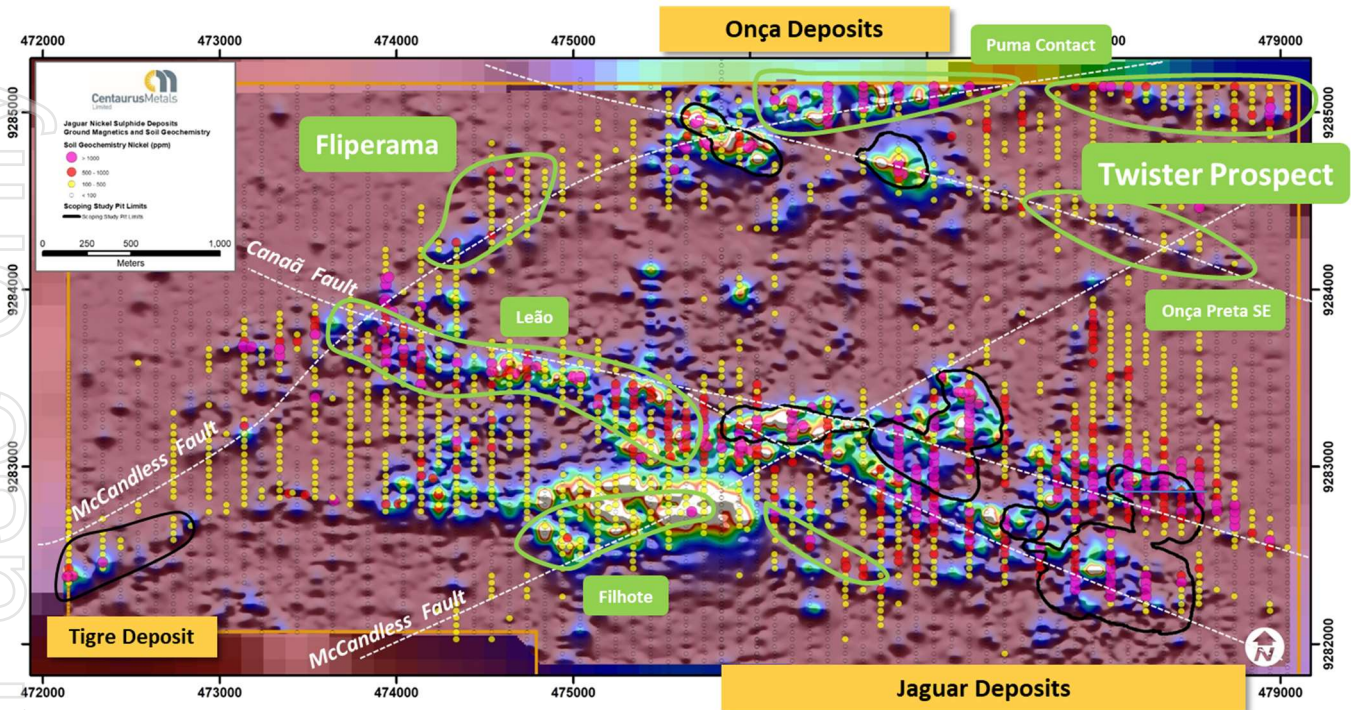 Onça Deposits
Puma Contact
472000 473000 474000 475000 00 479000
9285000
9285000
CentaurusMetals
Limited
Jaguar Nickel Sulphide Deposits
Ground Magnetics and Soil Geochemistry
Soil Geochemistry Nickel (ppm)
> 1000
500 - 1000
100 - 500
< 100
Scoping Study Pit Limits
Scoping Study Pit Limits
0 250 500 1,000
Meters
Fliperama
Twister Prospect
Canaã Fault
9284000
9284000
Leão
Onça Preta SE
McCandless Fault
9283000
9283000
Filhote
McCandless Fault
Tigre Deposit
N
9282000
Jaguar Deposits
472000 473000 474000 475000 479000